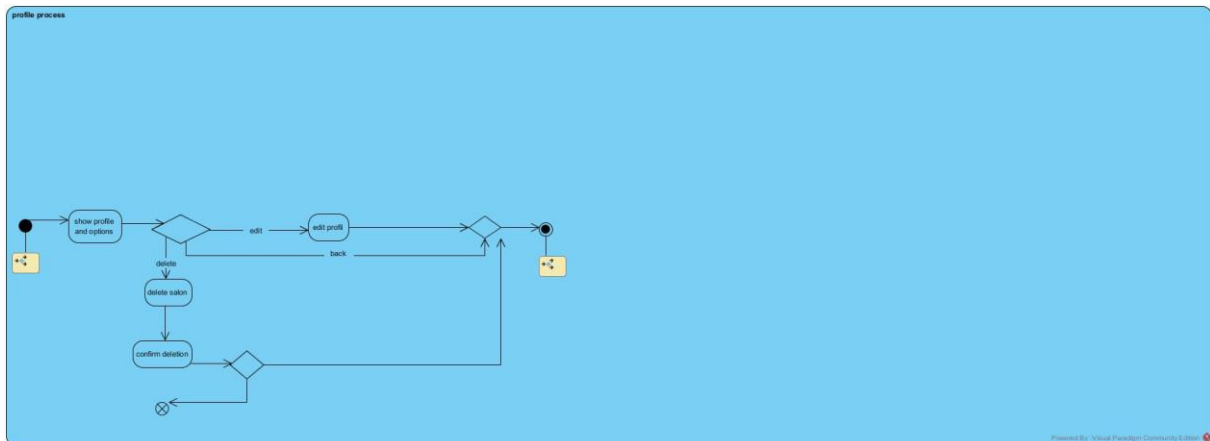 profile process
show profile
and options
edit
edit profil
back
delete
delete salon
confirm deletion
Powered By: Visual Paradigm Community Edition